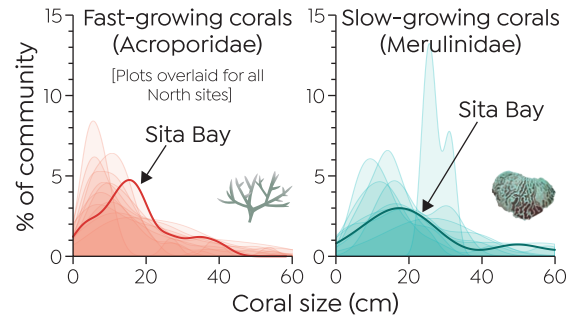 Fast-growing corals
(Acroporidae)
[Plots overlaid for all
North sites]
Sita Bay
% of community
15
10
5
0
0
20
40
60
Slow-growing corals
(Merulinidae)
Sita Bay
15
10
5
0
0
20
40
60
Coral size (cm)